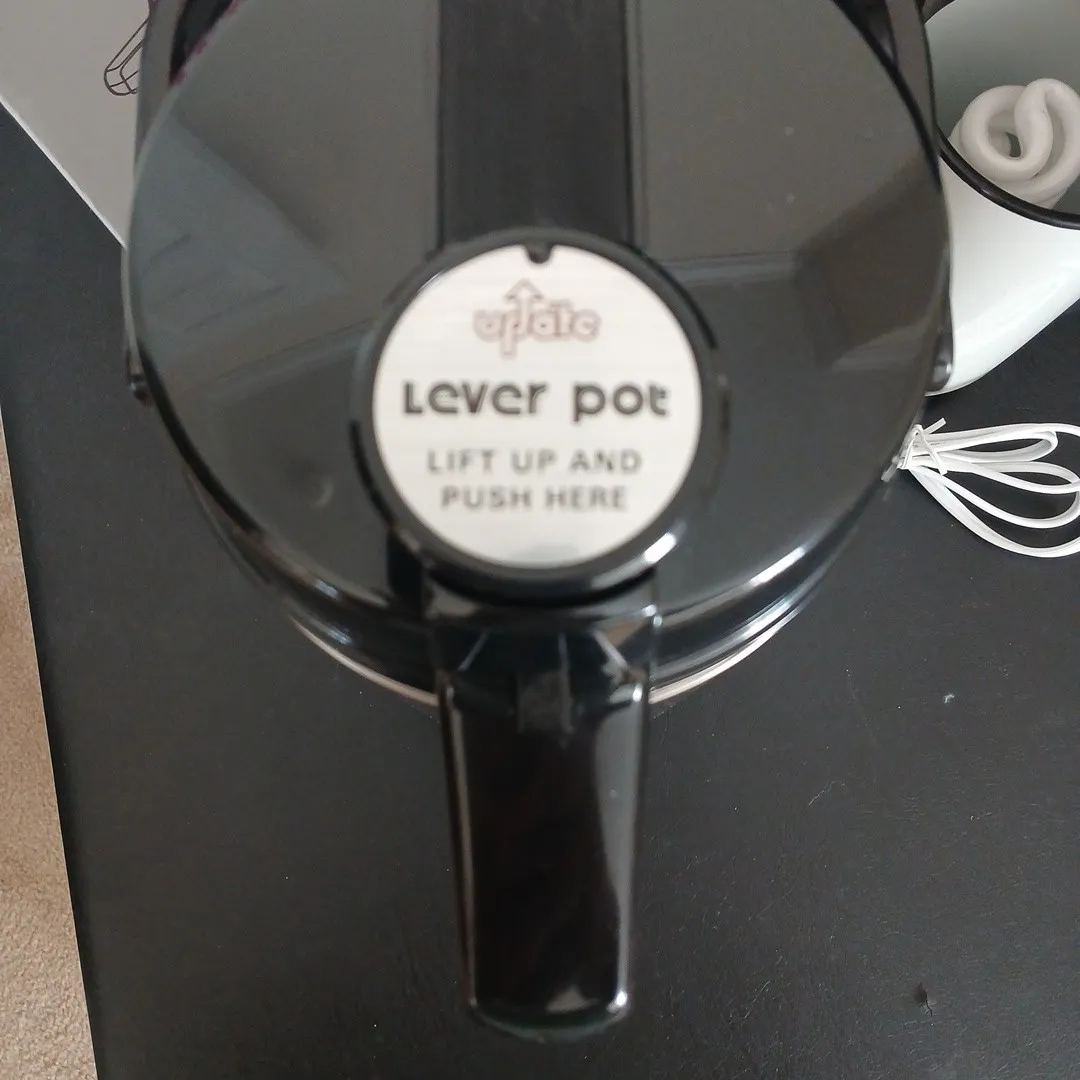 update
Lever pot
LIFT UP AND
PUSH HERE